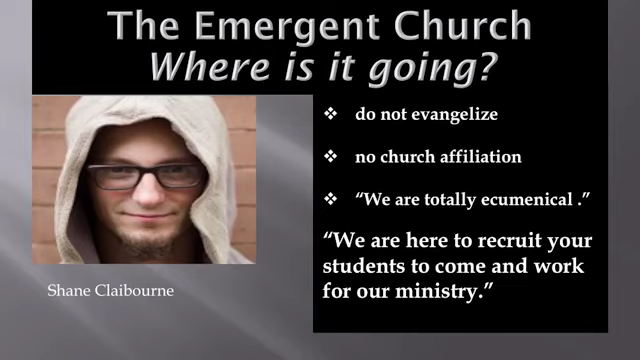 The Emergent Church
Where is it going?
❖ do not evangelize
❖ no church affiliation
❖ “We are totally ecumenical .”
“We are here to recruit your
students to come and work
for our ministry.”
Shane Claibourne